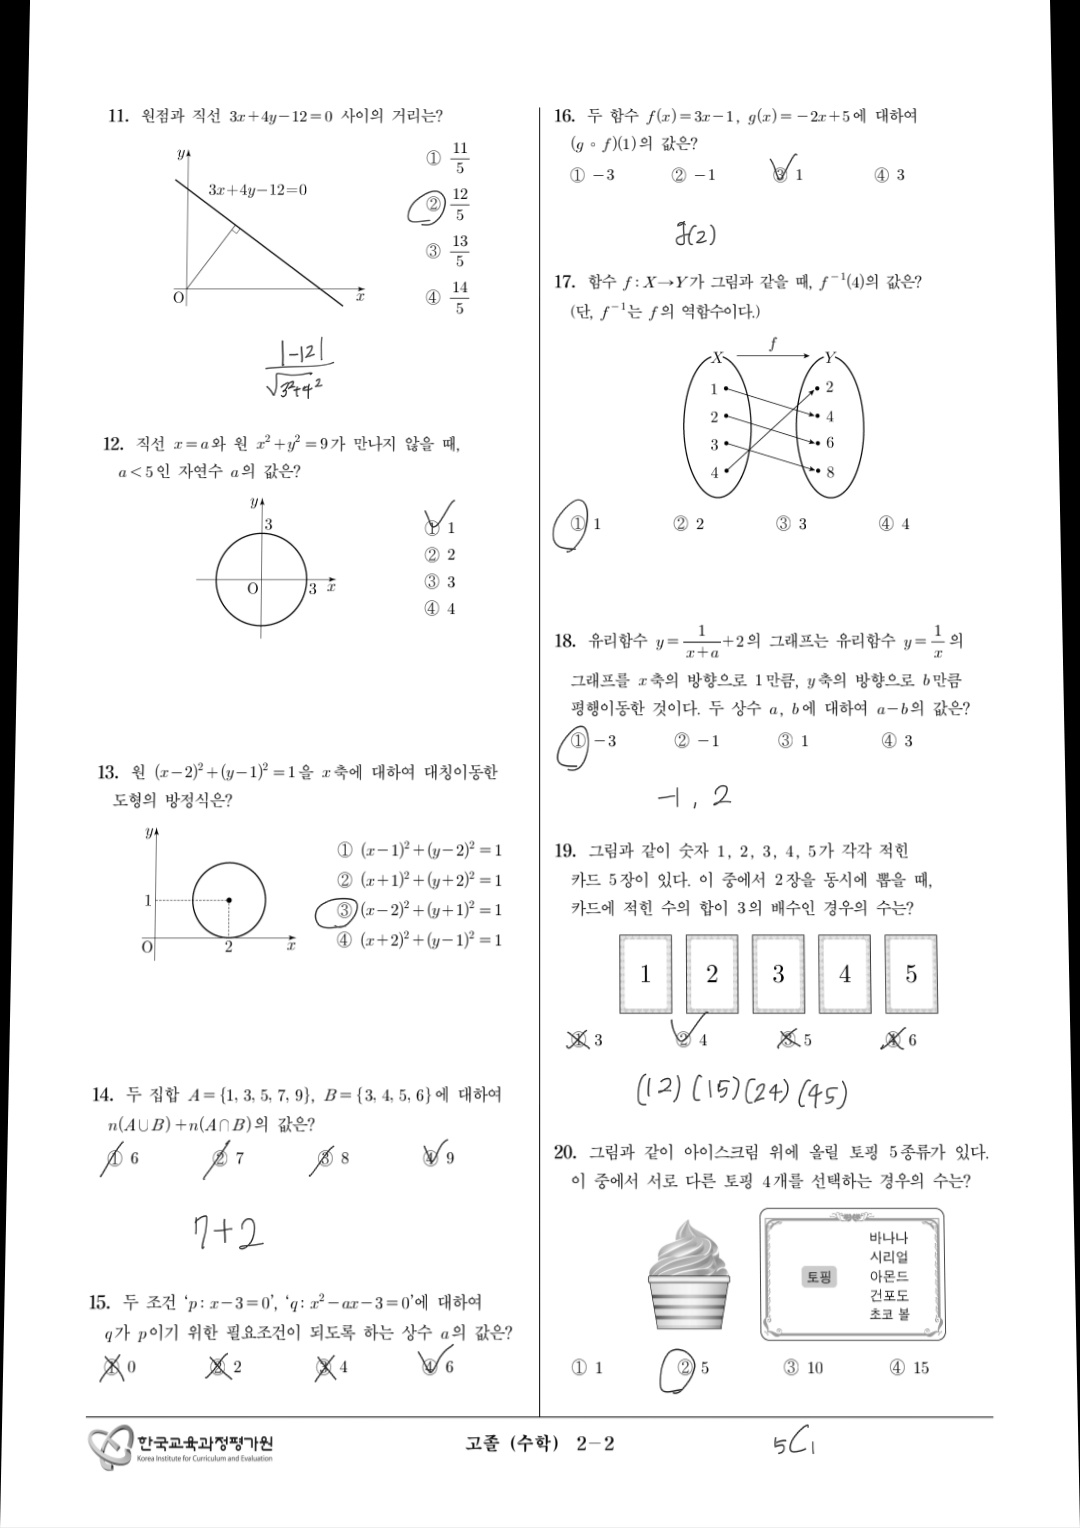 11. 원점과 직선 3x+4y-12=0 사이의 거리는?
y
3x+4y-12=0
O
x
① 11/5
② 12/5
③ 13/5
④ 14/5
|-12|
√3²+4²
12. 직선 x=a와 원 x²+y²=9가 만나지 않을 때,
a<5인 자연수 a의 값은?
y
3
O
3 x
① 1
② 2
③ 3
④ 4
13. 원 (x-2)²+(y-1)²=1을 x축에 대하여 대칭이동한
도형의 방정식은?
y
1
O
2
x
① (x-1)²+(y-2)²=1
② (x+1)²+(y+2)²=1
③ (x-2)²+(y+1)²=1
④ (x+2)²+(y-1)²=1
14. 두 집합 A={1, 3, 5, 7, 9}, B={3, 4, 5, 6}에 대하여
n(A∪B)+n(A∩B)의 값은?
① 6 ② 7 ③ 8 ④ 9
7+2
15. 두 조건 ‘p: x-3=0’, ‘q: x²-ax-3=0’에 대하여
q가 p이기 위한 필요조건이 되도록 하는 상수 a의 값은?
① 0 ② 2 ③ 4 ④ 6
16. 두 함수 f(x)=3x-1, g(x)=-2x+5에 대하여
(g∘f)(1)의 값은?
① -3 ② -1 ③ 1 ④ 3
g(2)
17. 함수 f: X→Y가 그림과 같을 때, f⁻¹(4)의 값은?
(단, f⁻¹는 f의 역함수이다.)
f
X Y
1 2
2 4
3 6
4 8
① 1 ② 2 ③ 3 ④ 4
18. 유리함수 y=1/(x+a)+2의 그래프는 유리함수 y=1/x의
그래프를 x축의 방향으로 1만큼, y축의 방향으로 b만큼
평행이동한 것이다. 두 상수 a, b에 대하여 a-b의 값은?
① -3 ② -1 ③ 1 ④ 3
-1, 2
19. 그림과 같이 숫자 1, 2, 3, 4, 5가 각각 적힌
카드 5장이 있다. 이 중에서 2장을 동시에 뽑을 때,
카드에 적힌 수의 합이 3의 배수인 경우의 수는?
1 2 3 4 5
① 3 ② 4 ③ 5 ④ 6
(12) (15) (24) (45)
20. 그림과 같이 아이스크림 위에 올릴 토핑 5종류가 있다.
이 중에서 서로 다른 토핑 4개를 선택하는 경우의 수는?
토핑
바나나
시리얼
아몬드
건포도
초코 볼
① 1 ② 5 ③ 10 ④ 15
5C1
한국교육과정평가원
Korea Institute for Curriculum and Evaluation
고졸 (수학) 2-2